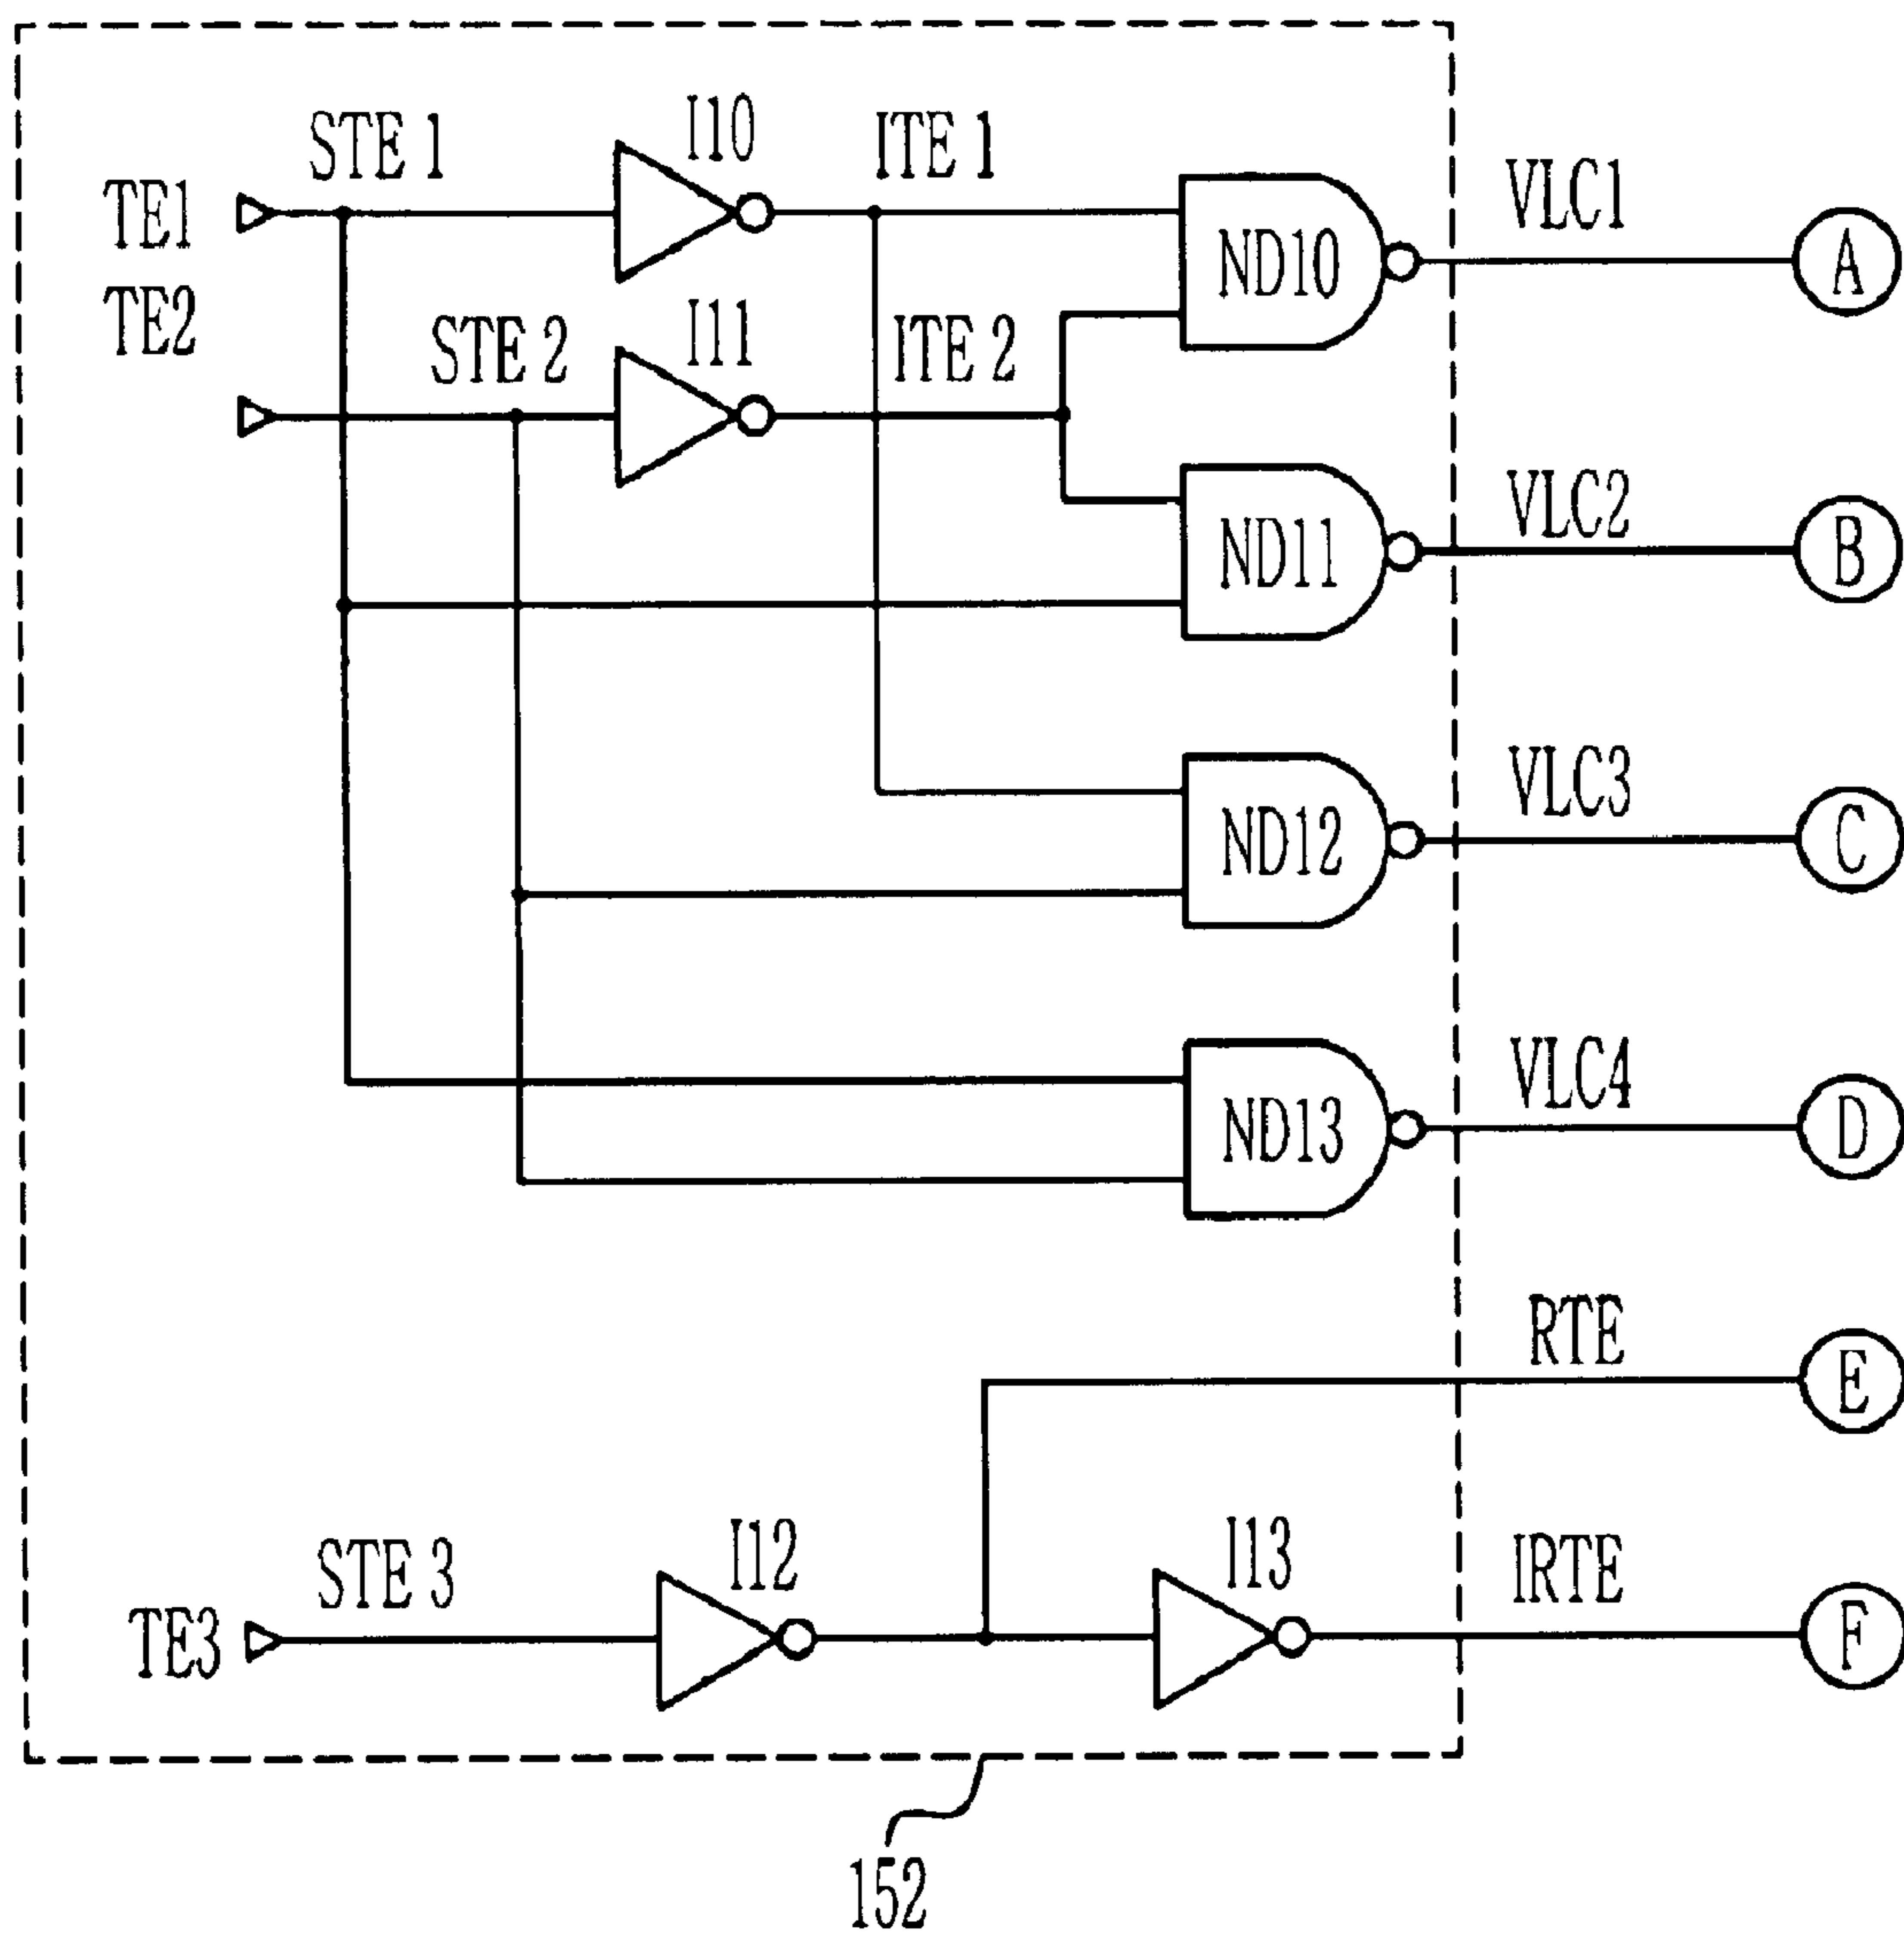 STE 1
I10
ITE 1
TE1
VLC1
ND10
A
TE2
STE 2
I11
ITE 2
VLC2
ND11
B
VLC3
ND12
C
VLC4
ND13
D
RTE
E
STE 3
I12
I13
IRTE
TE3
F
152